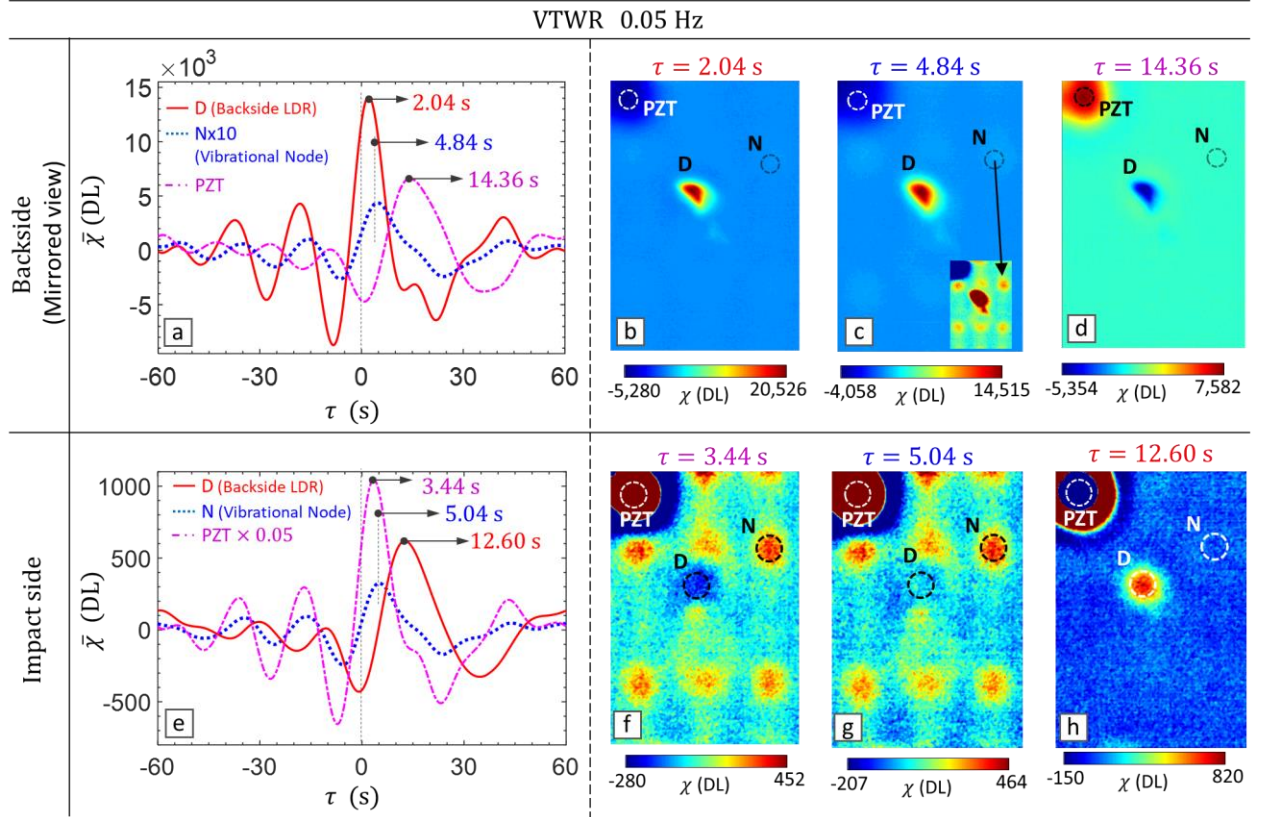 VTWR 0.05 Hz
Backside
(Mirrored view)
×10³
15
10
5
0
-5
χ̄ (DL)
D (Backside LDR)
N×10
(Vibrational Node)
PZT
2.04 s
4.84 s
14.36 s
a
-60 -30 0 30 60
τ (s)
τ = 2.04 s
PZT
N
D
b
-5,280 20,526
χ (DL)
τ = 4.84 s
PZT
N
D
c
-4,058 14,515
χ (DL)
τ = 14.36 s
PZT
N
D
d
-5,354 7,582
χ (DL)
Impact side
1000
500
0
-500
χ̄ (DL)
D (Backside LDR)
N (Vibrational Node)
PZT × 0.05
3.44 s
5.04 s
12.60 s
e
-60 -30 0 30 60
τ (s)
τ = 3.44 s
PZT
N
D
f
-280 452
χ (DL)
τ = 5.04 s
PZT
N
D
g
-207 464
χ (DL)
τ = 12.60 s
PZT
N
D
h
-150 820
χ (DL)